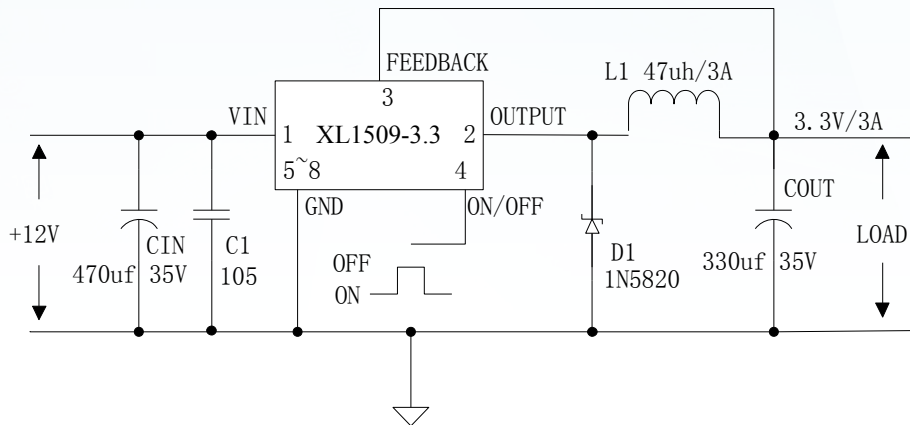 FEEDBACK
3
L1 47uh/3A
VIN
1 XL1509-3.3 2
OUTPUT
3.3V/3A
5~8 4
GND
ON/OFF
COUT
+12V
CIN
470uf 35V
C1
105
OFF
ON
D1
1N5820
330uf 35V
LOAD